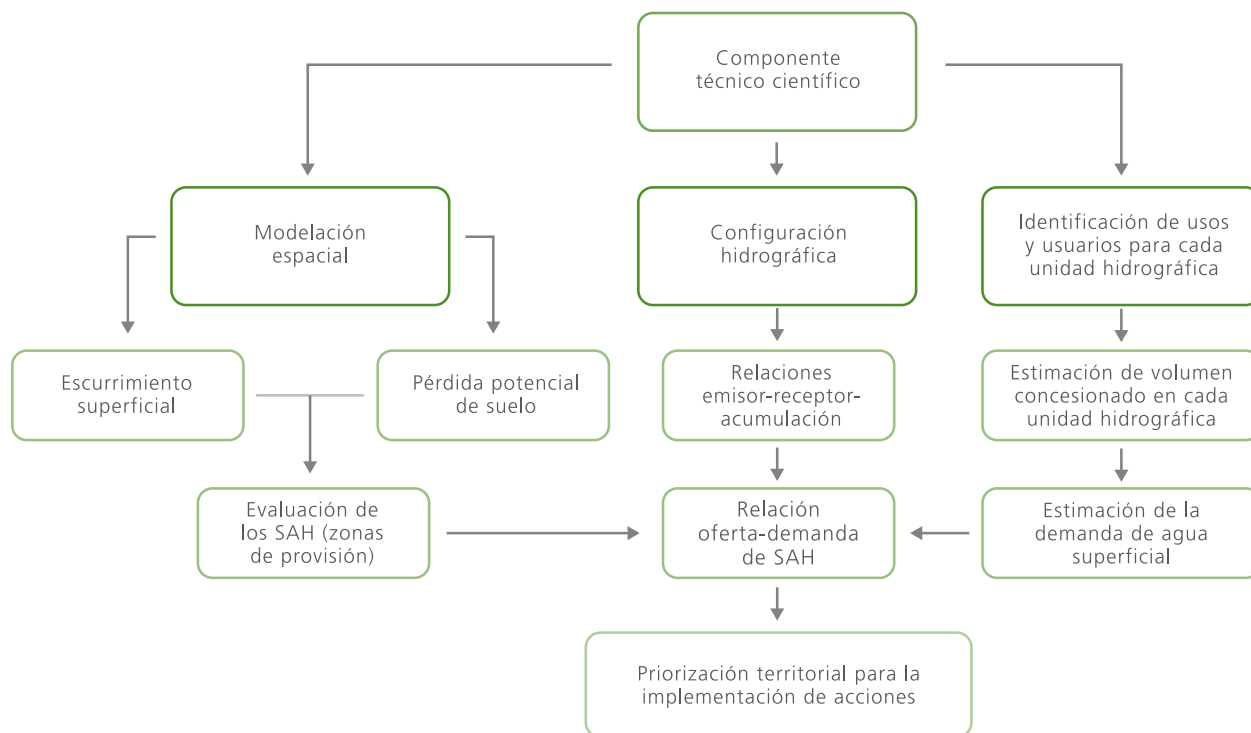 Componente
técnico científico
Modelación
espacial
Configuración
hidrográfica
Identificación de usos
y usuarios para cada
unidad hidrográfica
Escurrimiento
superficial
Pérdida potencial
de suelo
Relaciones
emisor-receptor-
acumulación
Estimación de volumen
concesionado en cada
unidad hidrográfica
Evaluación de
los SAH (zonas
de provisión)
Relación
oferta-demanda
de SAH
Estimación de la
demanda de agua
superficial
Priorización territorial para la
implementación de acciones